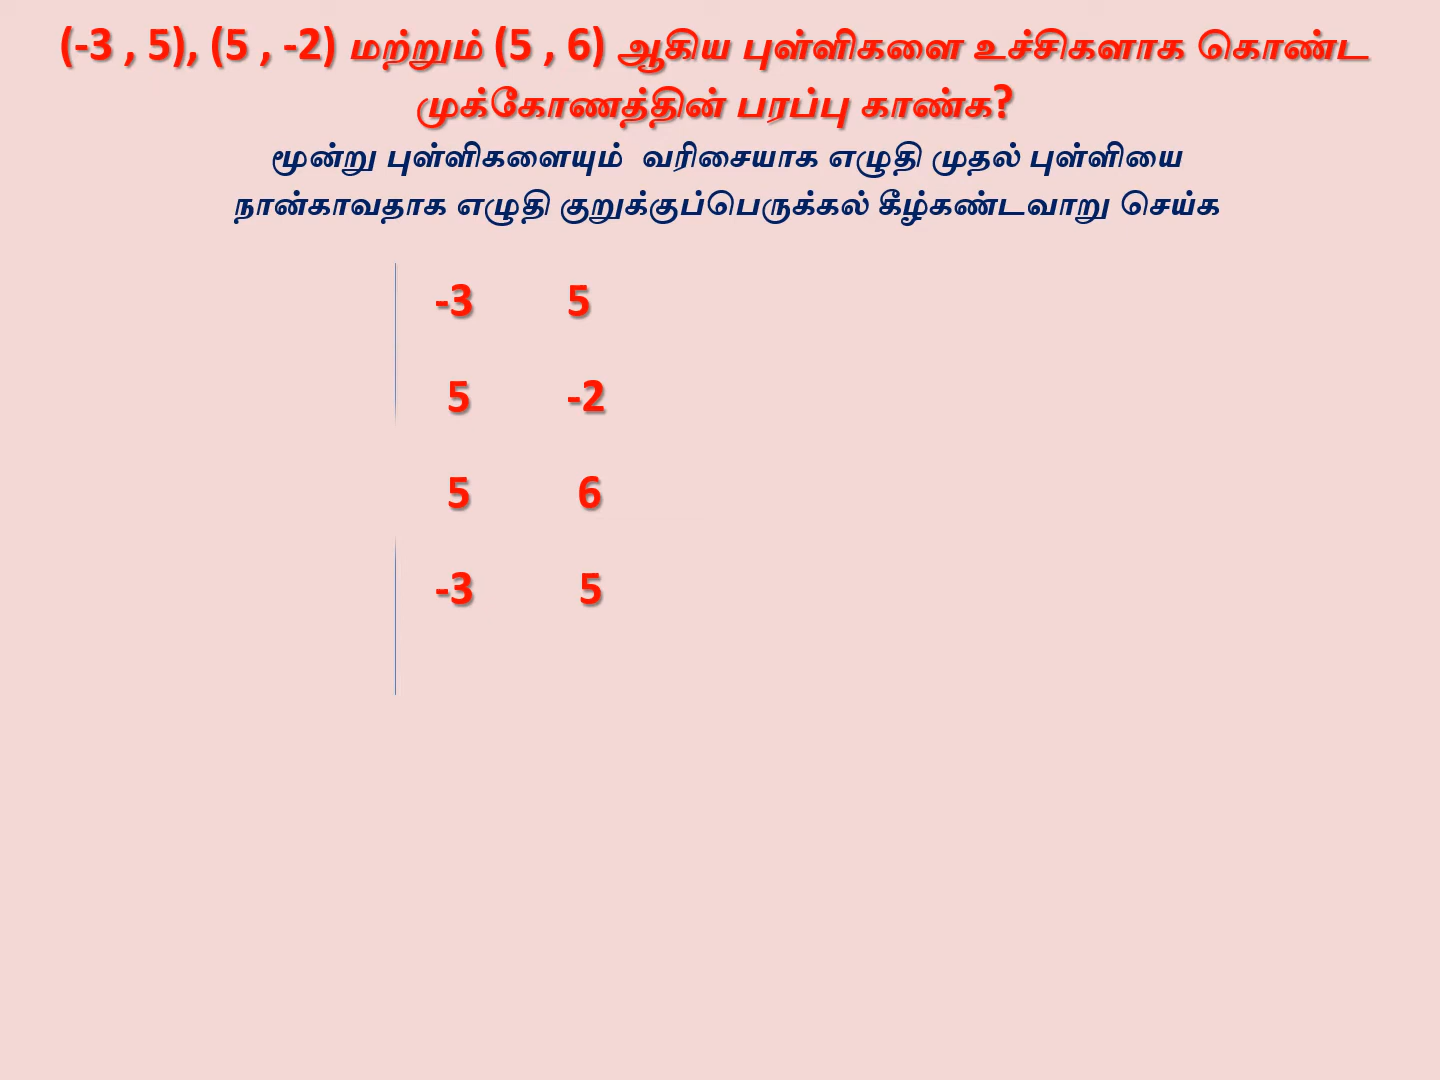 (-3 , 5), (5 , -2) மற்றும் (5 , 6) ஆகிய புள்ளிகளை உச்சிகளாக கொண்ட
முக்கோணத்தின் பரப்பு காண்க?
மூன்று புள்ளிகளையும் வரிசையாக எழுதி முதல் புள்ளியை
நான்காவதாக எழுதி குறுக்குப்பெருக்கல் கீழ்கண்டவாறு செய்க
-3 5
5 -2
5 6
-3 5